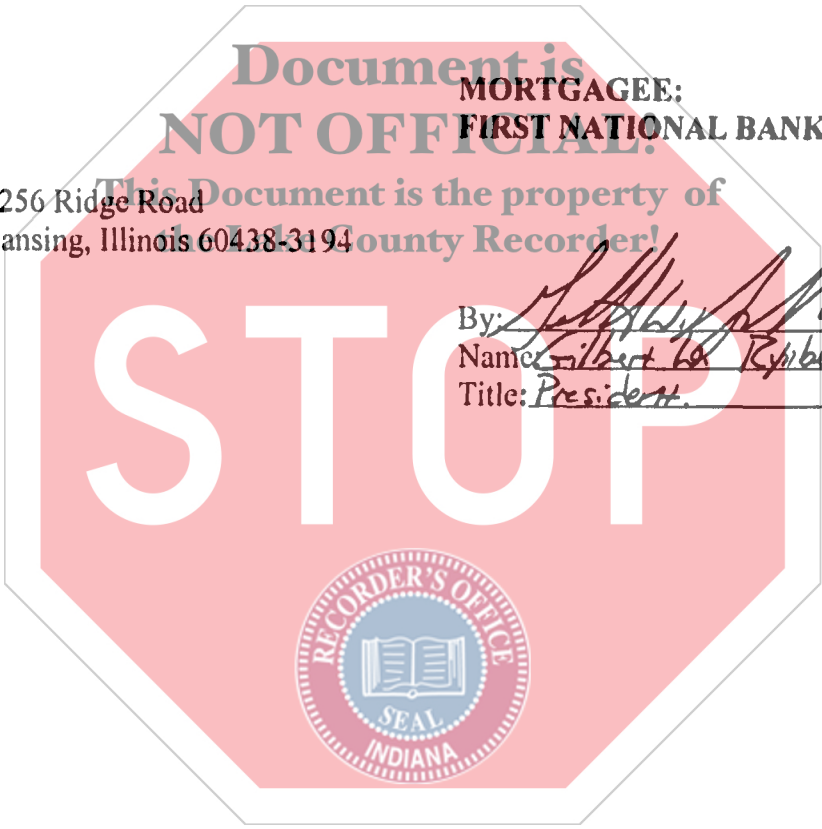 Document is
NOT OFFICIAL!
This Document is the property of
the Lake County Recorder!
MORTGAGEE:
FIRST NATIONAL BANK
256 Ridge Road
ansing, Illinois 60438-3194
By:
Name: Gilbert
Title: President.
STOP
RECORDER'S OFFICE
SEAL
INDIANA